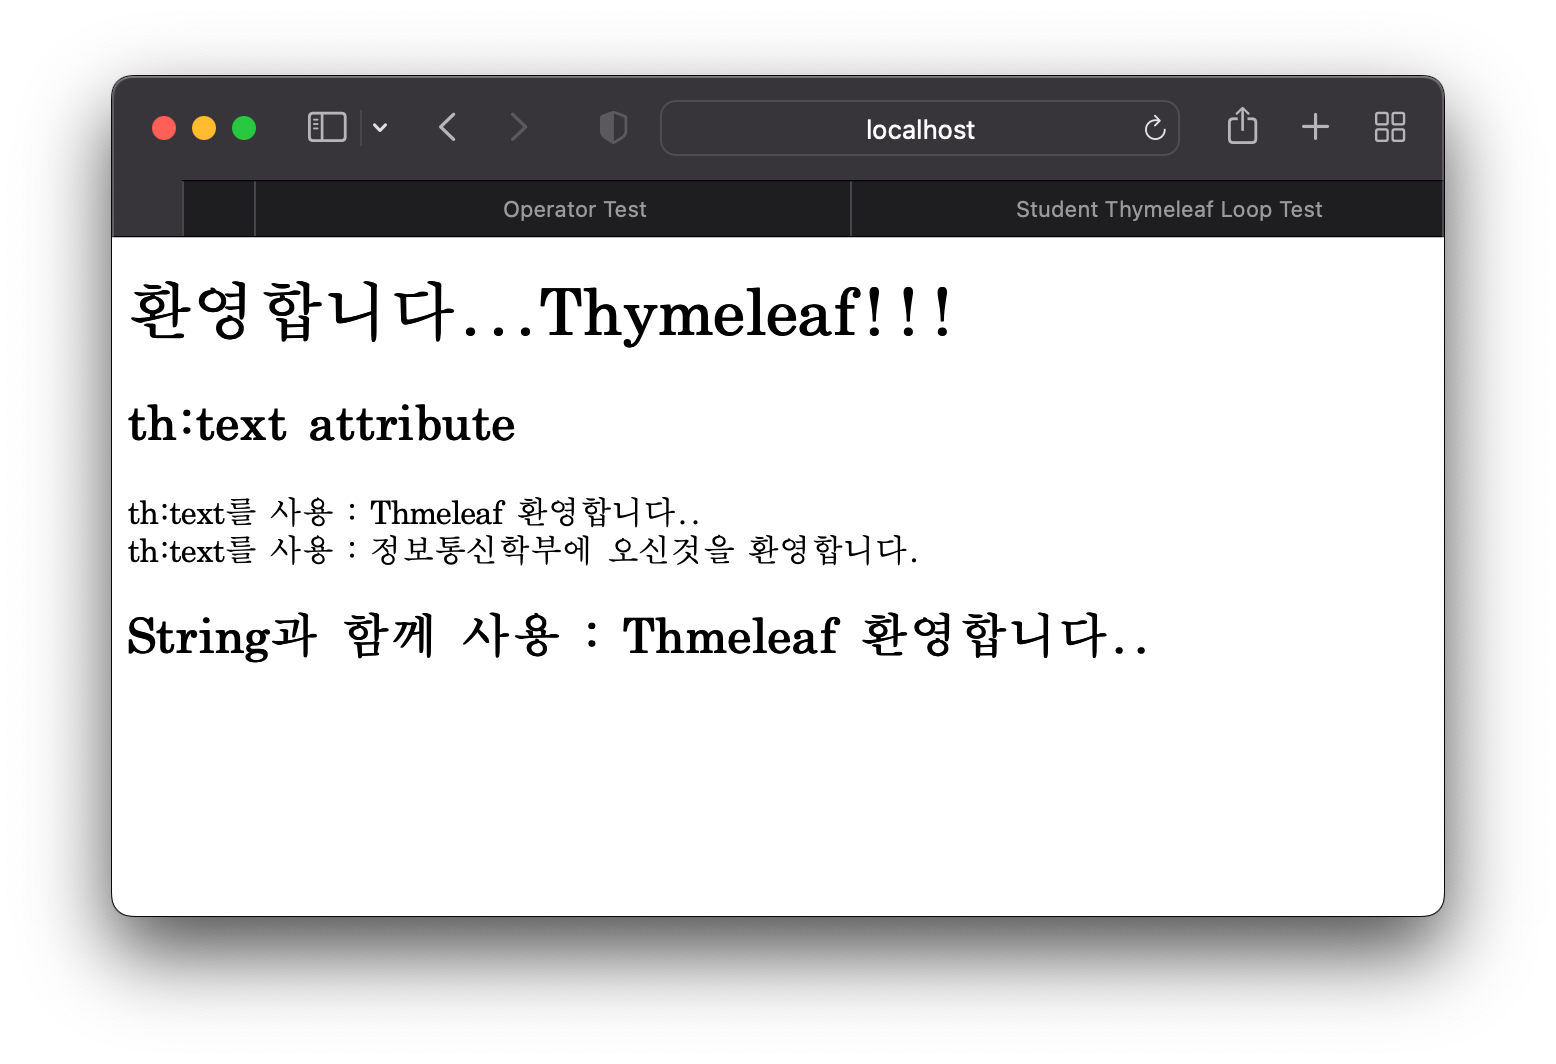 localhost
Operator Test
Student Thymeleaf Loop Test
환영합니다...Thymeleaf!!!
th:text attribute
th:text를 사용 : Thmeleaf 환영합니다..
th:text를 사용 : 정보통신학부에 오신것을 환영합니다.
String과 함께 사용 : Thmeleaf 환영합니다..